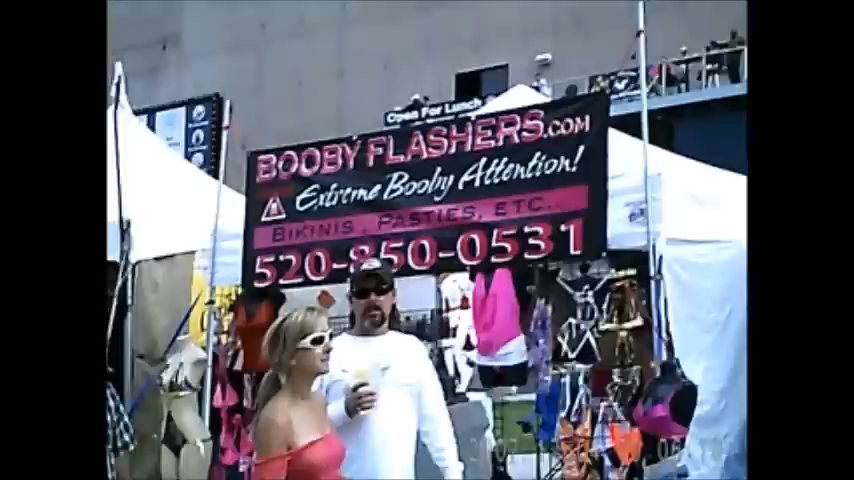 Open For Lunch
BOOBY FLASHERS.COM
Extreme Booby Attention!
BIKINIS, PASTIES, ETC...
520-850-0531